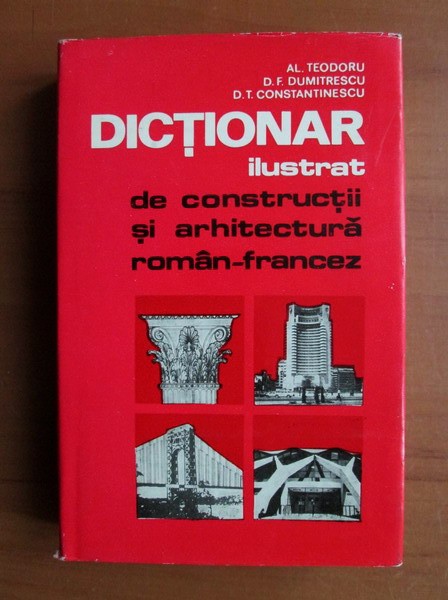 AL. TEODORU
D. F. DUMITRESCU
D. T. CONSTANTINESCU
DICȚIONAR
ilustrat
de construcții
și arhitectură
român-francez